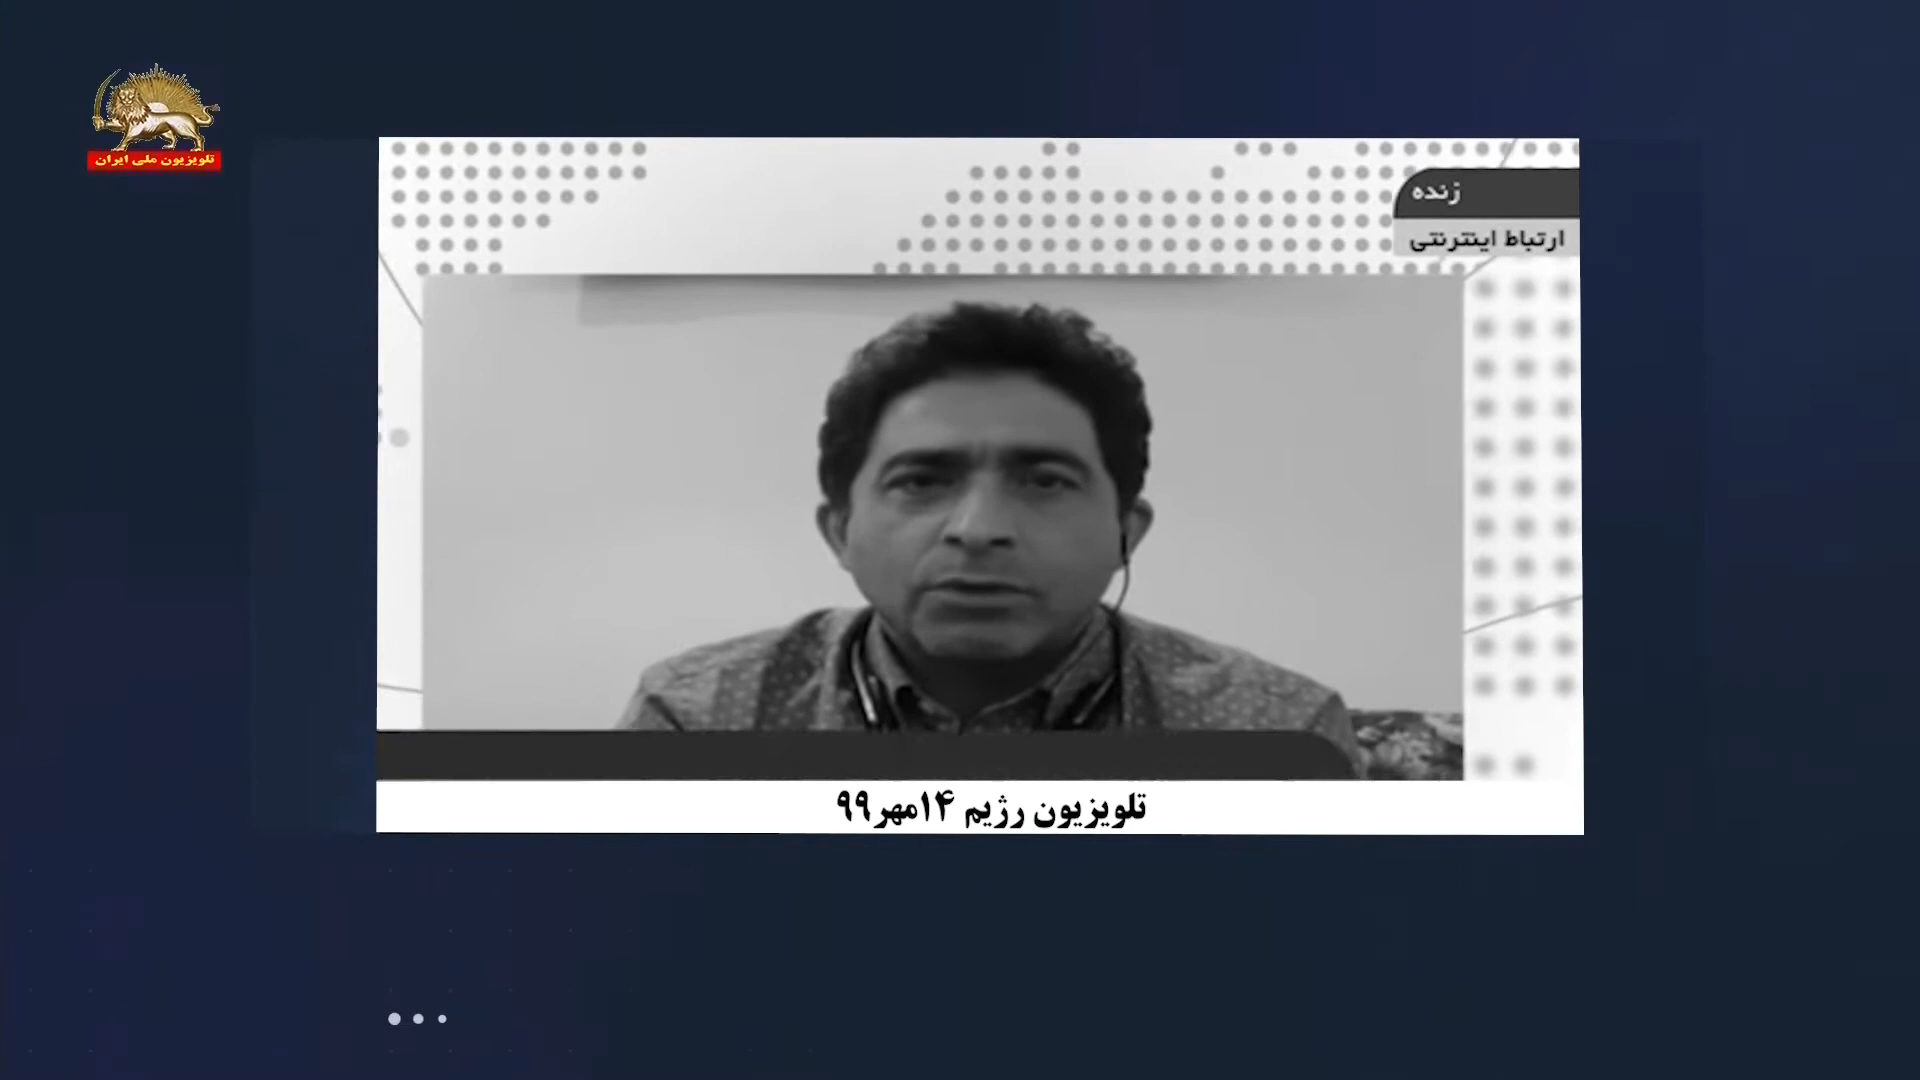 تلویزیون ملی ایران
زنده
ارتباط اینترنتی
تلویزیون رژیم ۱۴مهر۹۹